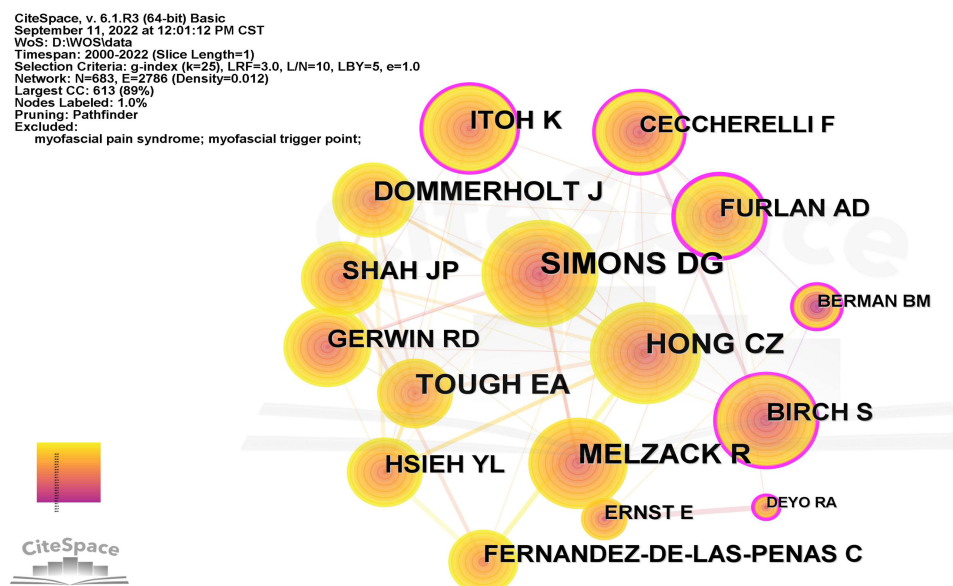 CiteSpace, v. 6.1.R3 (64-bit) Basic
September 11, 2022 at 12:01:12 PM CST
WoS: D:\WOS\data
Timespan: 2000-2022 (Slice Length=1)
Selection Criteria: g-index (k=25), LRF=3.0, L/N=10, LBY=5, e=1.0
Network: N=683, E=2786 (Density=0.012)
Largest CC: 613 (89%)
Nodes Labeled: 1.0%
Pruning: Pathfinder
Excluded:
myofascial pain syndrome; myofascial trigger point;
ITOH K
CECCHERELLI F
DOMMERHOLT J
FURLAN AD
CiteSpace
SIMONS DG
SHAH JP
BERMAN BM
GERWIN RD
HONG CZ
TOUGH EA
BIRCH S
MELZACK R
HSIEH YL
DEYO RA
ERNST E
FERNANDEZ-DE-LAS-PENAS C
CiteSpace